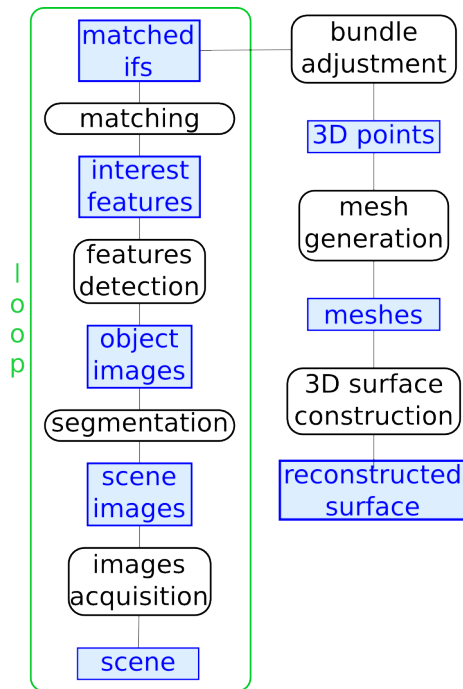 matched
ifs
matching
interest
features
features
detection
object
images
segmentation
scene
images
images
acquisition
scene
loop
bundle
adjustment
3D points
mesh
generation
meshes
3D surface
construction
reconstructed
surface